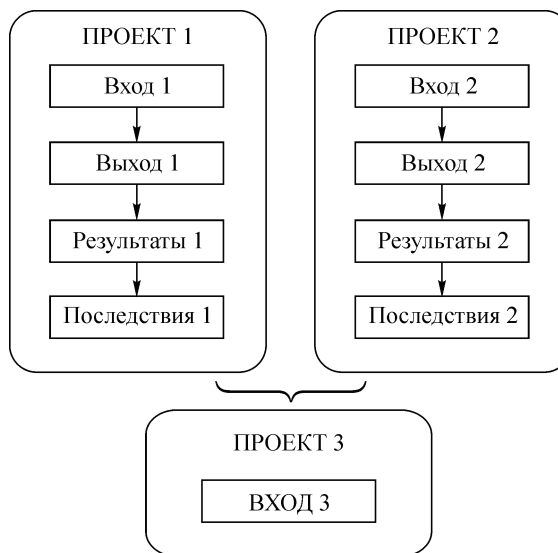 ПРОЕКТ 1
Вход 1
Выход 1
Результаты 1
Последствия 1
ПРОЕКТ 2
Вход 2
Выход 2
Результаты 2
Последствия 2
ПРОЕКТ 3
ВХОД 3